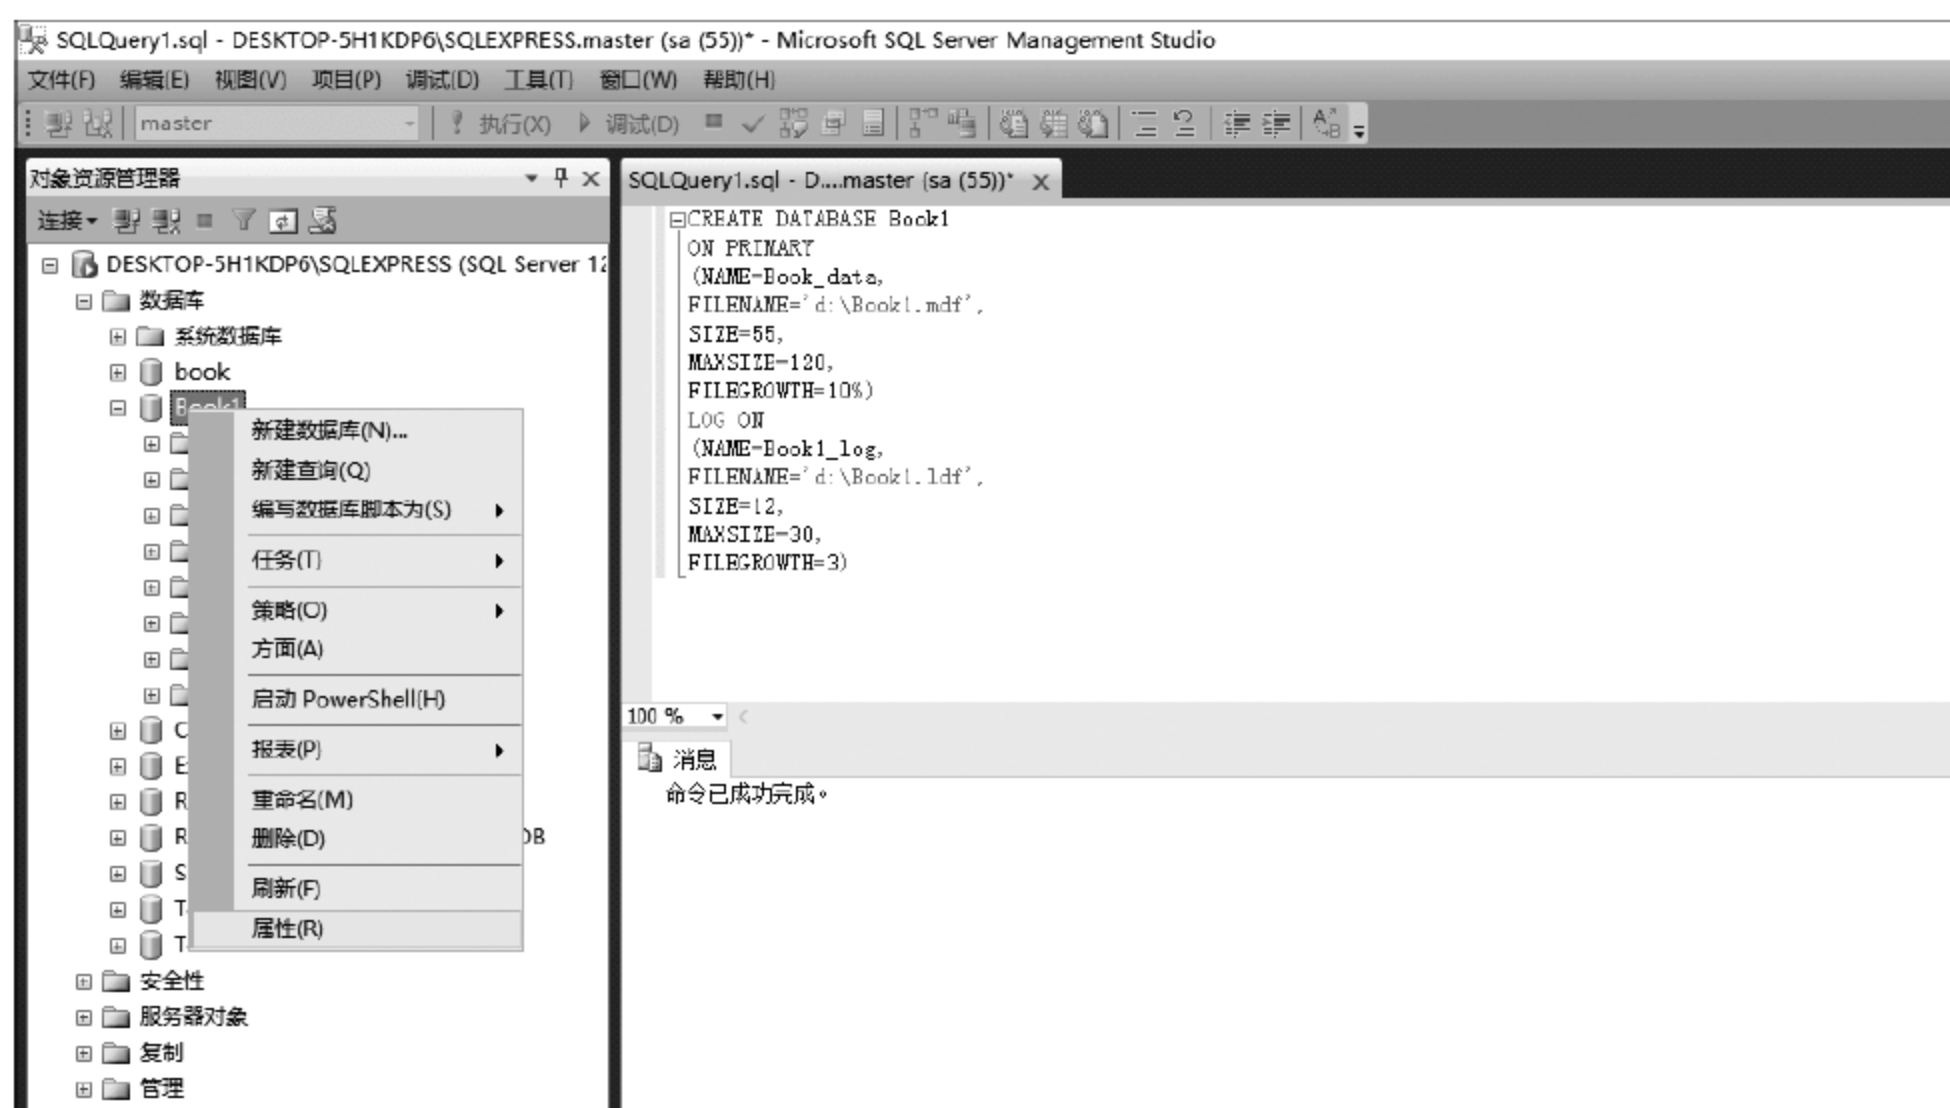 SQLQuery1.sql - DESKTOP-5H1KDP6\SQLEXPRESS.master (sa (55))* - Microsoft SQL Server Management Studio
文件(F) 编辑(E) 视图(V) 项目(P) 调试(D) 工具(T) 窗口(W) 帮助(H)
master 执行(X) 调试(D)
对象资源管理器
连接
DESKTOP-5H1KDP6\SQLEXPRESS (SQL Server 12
数据库
系统数据库
book
Book1
新建数据库(N)...
新建查询(Q)
编写数据库脚本为(S)
任务(T)
策略(O)
方面(A)
启动 PowerShell(H)
报表(P)
重命名(M)
删除(D)
刷新(F)
属性(R)
C
E
R
R DB
S
T
T
安全性
服务器对象
复制
管理
SQLQuery1.sql - D....master (sa (55))*
CREATE DATABASE Book1
ON PRIMARY
(NAME=Book_data,
FILENAME='d:\Book1.mdf',
SIZE=55,
MAXSIZE=120,
FILEGROWTH=10%)
LOG ON
(NAME=Book1_log,
FILENAME='d:\Book1.ldf',
SIZE=12,
MAXSIZE=30,
FILEGROWTH=3)
100 %
消息
命令已成功完成。